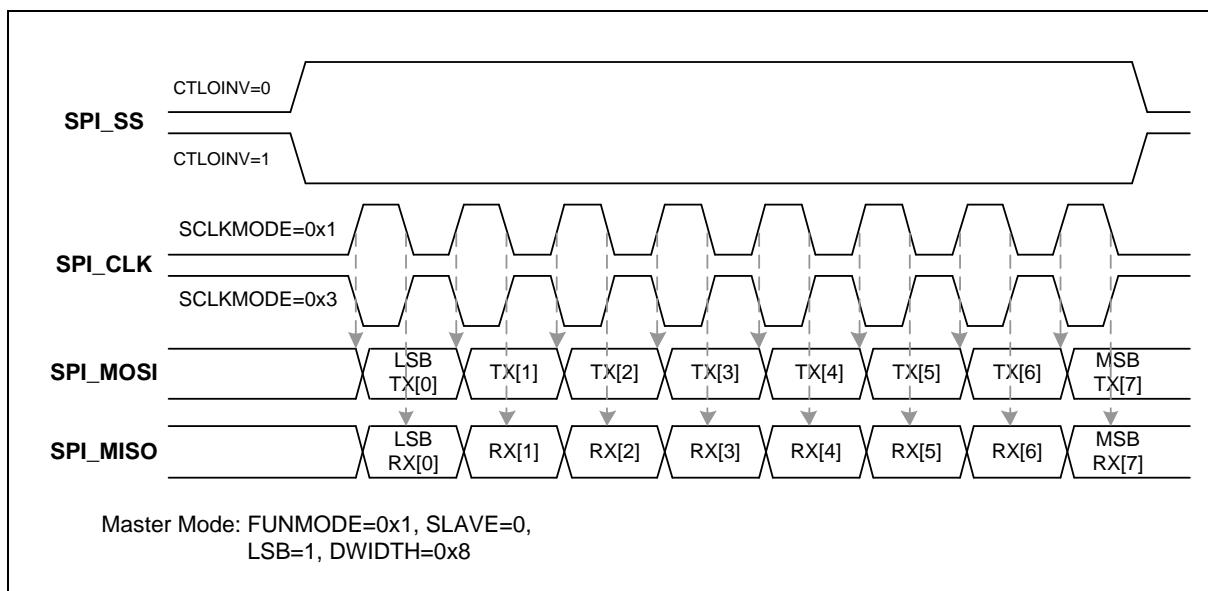 CTLOINV=0
SPI_SS
CTLOINV=1
SCLKMODE=0x1
SPI_CLK
SCLKMODE=0x3
SPI_MOSI
LSB TX[0] TX[1] TX[2] TX[3] TX[4] TX[5] TX[6] MSB TX[7]
SPI_MISO
LSB RX[0] RX[1] RX[2] RX[3] RX[4] RX[5] RX[6] MSB RX[7]
Master Mode: FUNMODE=0x1, SLAVE=0,
LSB=1, DWIDTH=0x8